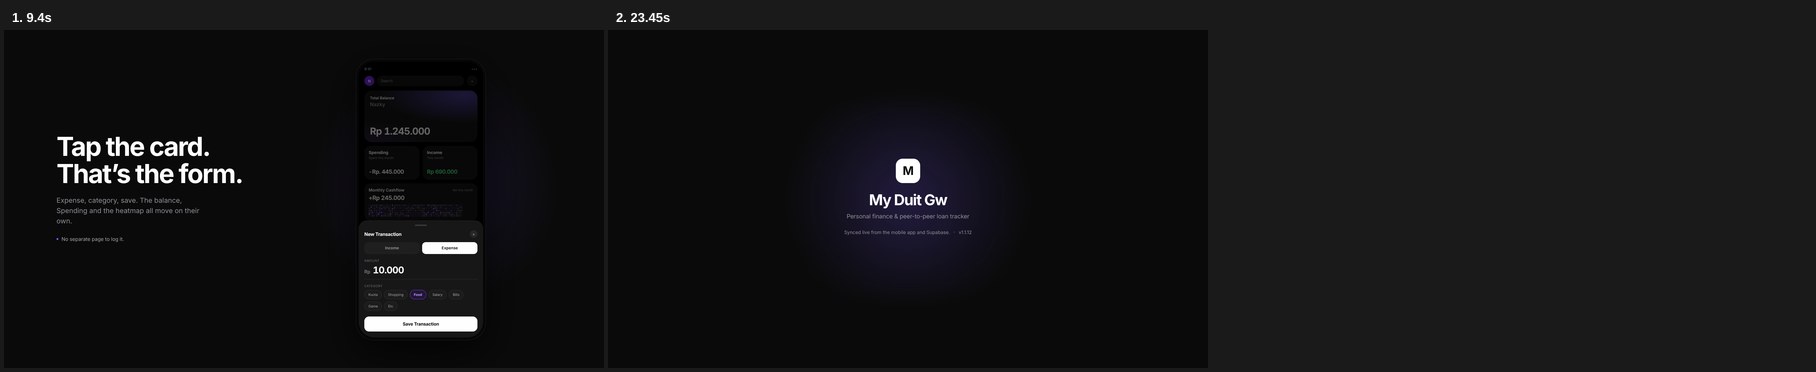 1. 9.4s
Tap the card.
That's the form.
Expense, category, save. The balance,
Spending and the heatmap all move on their
own.
No separate page to log it.
Search
Total Balance
Rp 1.245.000
Spending
Income
-Rp. 445.000
Rp 690.000
Monthly Cashflow
+Rp 245.000
New Transaction
Income
Expense
AMOUNT
Rp 10.000
CATEGORY
Shopping
Food
Salary
Save Transaction
2. 23.45s
M
My Duit Gw
Personal finance & peer-to-peer loan tracker
Synced live from the mobile app and Supabase.